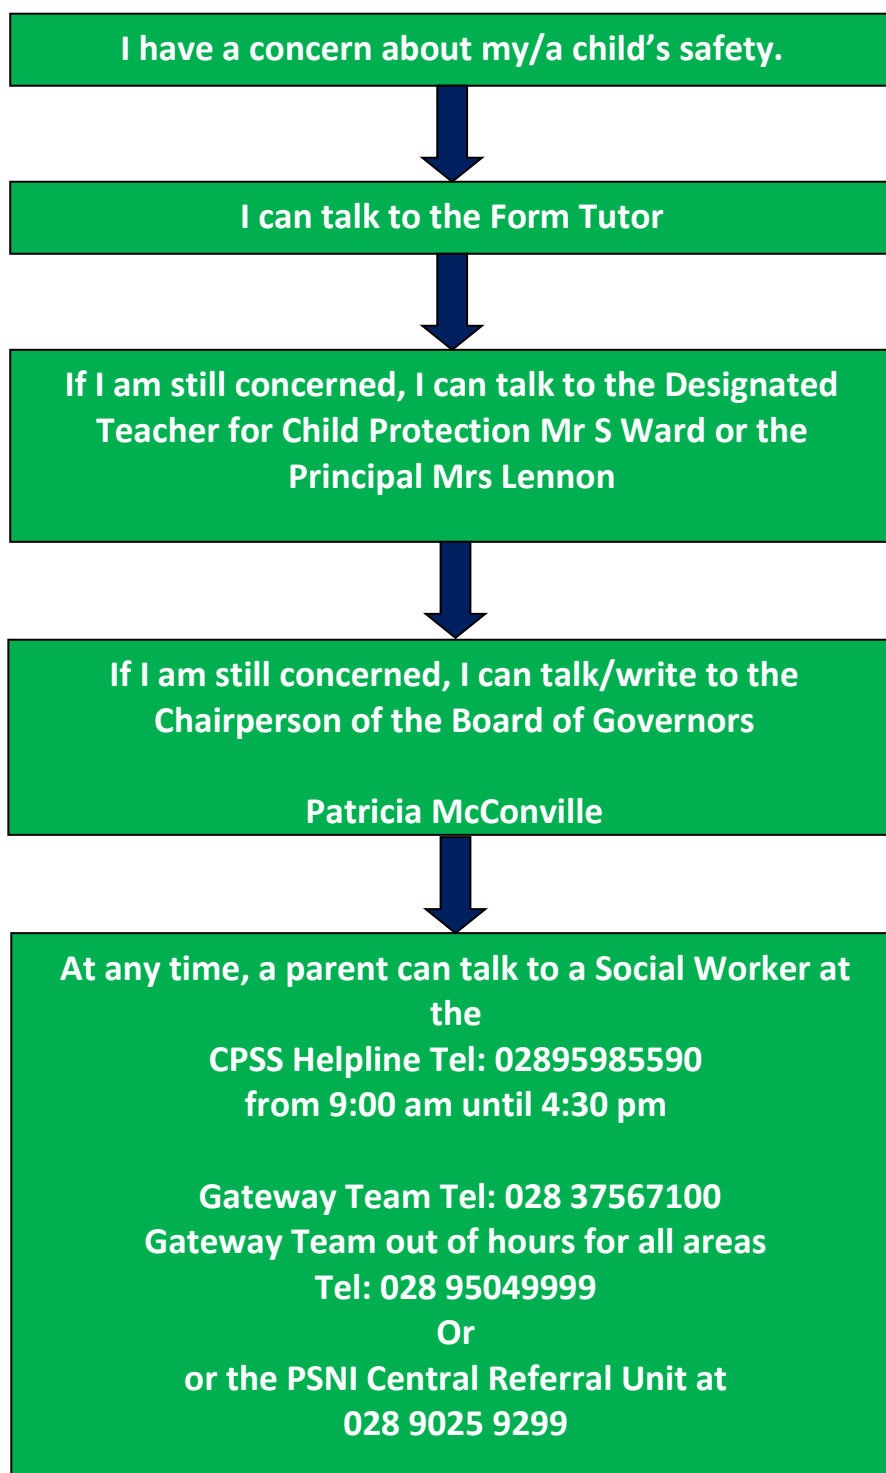 I have a concern about my/a child’s safety.
I can talk to the Form Tutor
If I am still concerned, I can talk to the Designated
Teacher for Child Protection Mr S Ward or the
Principal Mrs Lennon
If I am still concerned, I can talk/write to the
Chairperson of the Board of Governors
Patricia McConville
At any time, a parent can talk to a Social Worker at
the
CPSS Helpline Tel: 02895985590
from 9:00 am until 4:30 pm
Gateway Team Tel: 028 37567100
Gateway Team out of hours for all areas
Tel: 028 95049999
Or
or the PSNI Central Referral Unit at
028 9025 9299